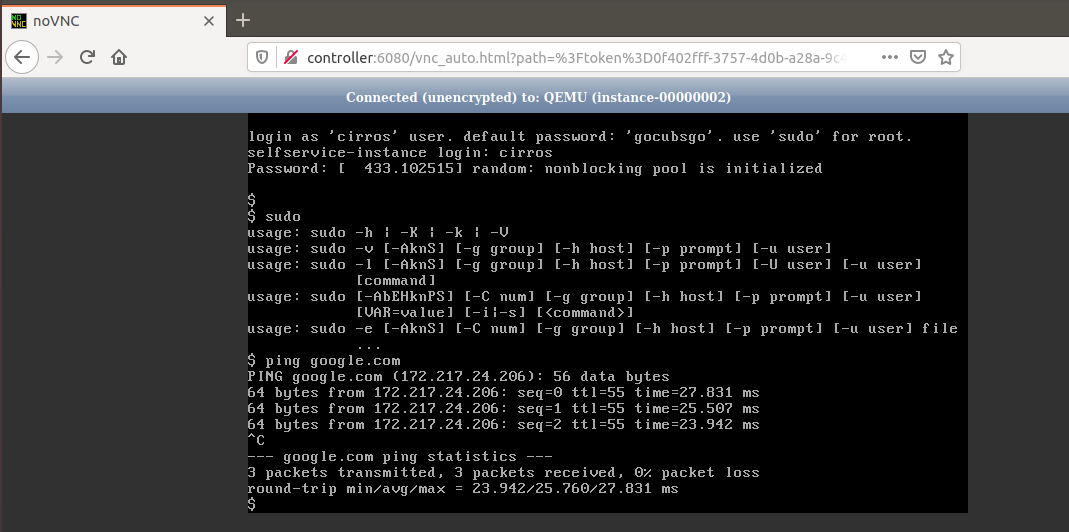 noVNC
controller:6080/vnc_auto.html?path=%3Ftoken%3D0f402fff-3757-4d0b-a28a-9c
Connected (unencrypted) to: QEMU (instance-00000002)
login as 'cirros' user. default password: 'gocubsgo'. use 'sudo' for root.
selfservice-instance login: cirros
Password: [  433.102515] random: nonblocking pool is initialized
$
$ sudo
usage: sudo -h | -K | -k | -V
usage: sudo -v [-AknS] [-g group] [-h host] [-p prompt] [-u user]
usage: sudo -l [-AknS] [-g group] [-h host] [-p prompt] [-U user] [-u user]
            [command]
usage: sudo [-AbEHknPS] [-C num] [-g group] [-h host] [-p prompt] [-u user]
            [VAR=value] [-i|-s] [<command>]
usage: sudo -e [-AknS] [-C num] [-g group] [-h host] [-p prompt] [-u user] file
            ...
$ ping google.com
PING google.com (172.217.24.206): 56 data bytes
64 bytes from 172.217.24.206: seq=0 ttl=55 time=27.831 ms
64 bytes from 172.217.24.206: seq=1 ttl=55 time=25.507 ms
64 bytes from 172.217.24.206: seq=2 ttl=55 time=23.942 ms
^C
--- google.com ping statistics ---
3 packets transmitted, 3 packets received, 0% packet loss
round-trip min/avg/max = 23.942/25.760/27.831 ms
$